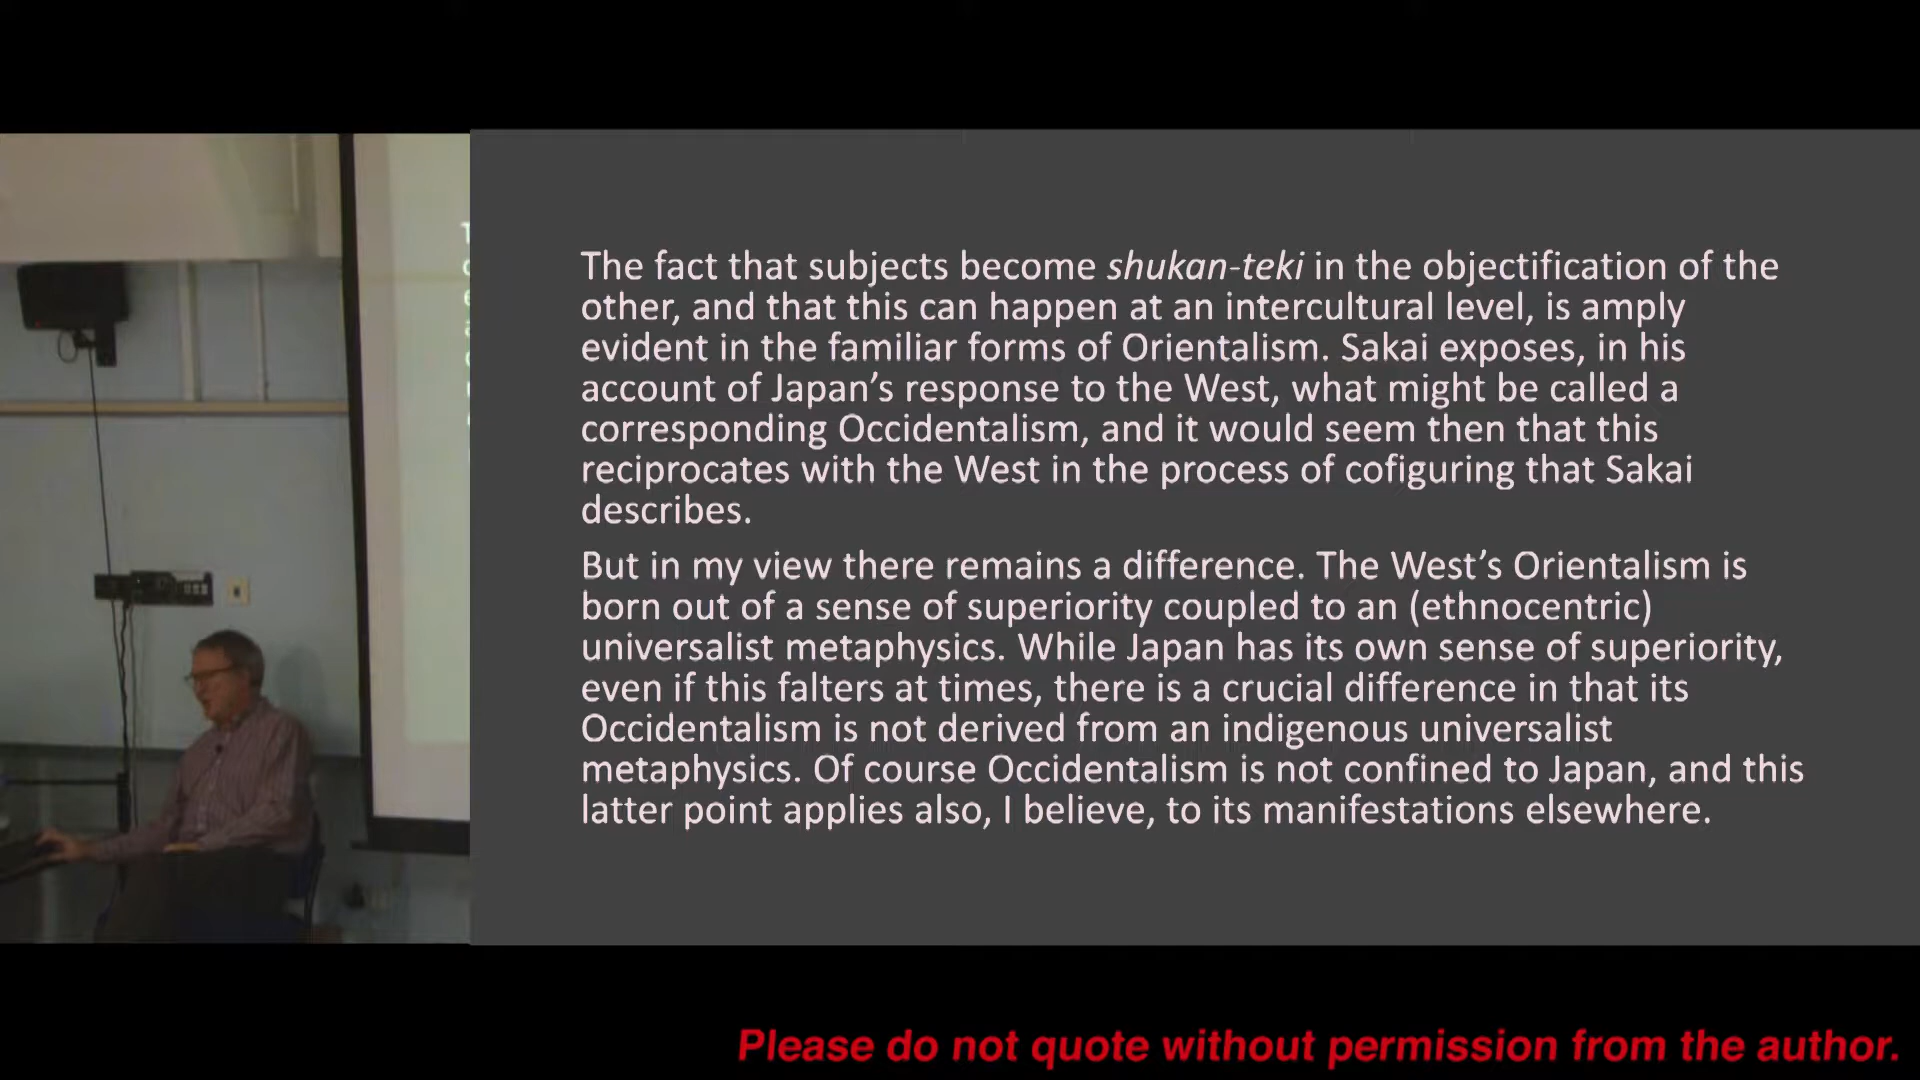 The fact that subjects become shukan-teki in the objectification of the
other, and that this can happen at an intercultural level, is amply
evident in the familiar forms of Orientalism. Sakai exposes, in his
account of Japan’s response to the West, what might be called a
corresponding Occidentalism, and it would seem then that this
reciprocates with the West in the process of cofiguring that Sakai
describes.
But in my view there remains a difference. The West’s Orientalism is
born out of a sense of superiority coupled to an (ethnocentric)
universalist metaphysics. While Japan has its own sense of superiority,
even if this falters at times, there is a crucial difference in that its
Occidentalism is not derived from an indigenous universalist
metaphysics. Of course Occidentalism is not confined to Japan, and this
latter point applies also, I believe, to its manifestations elsewhere.
Please do not quote without permission from the author.